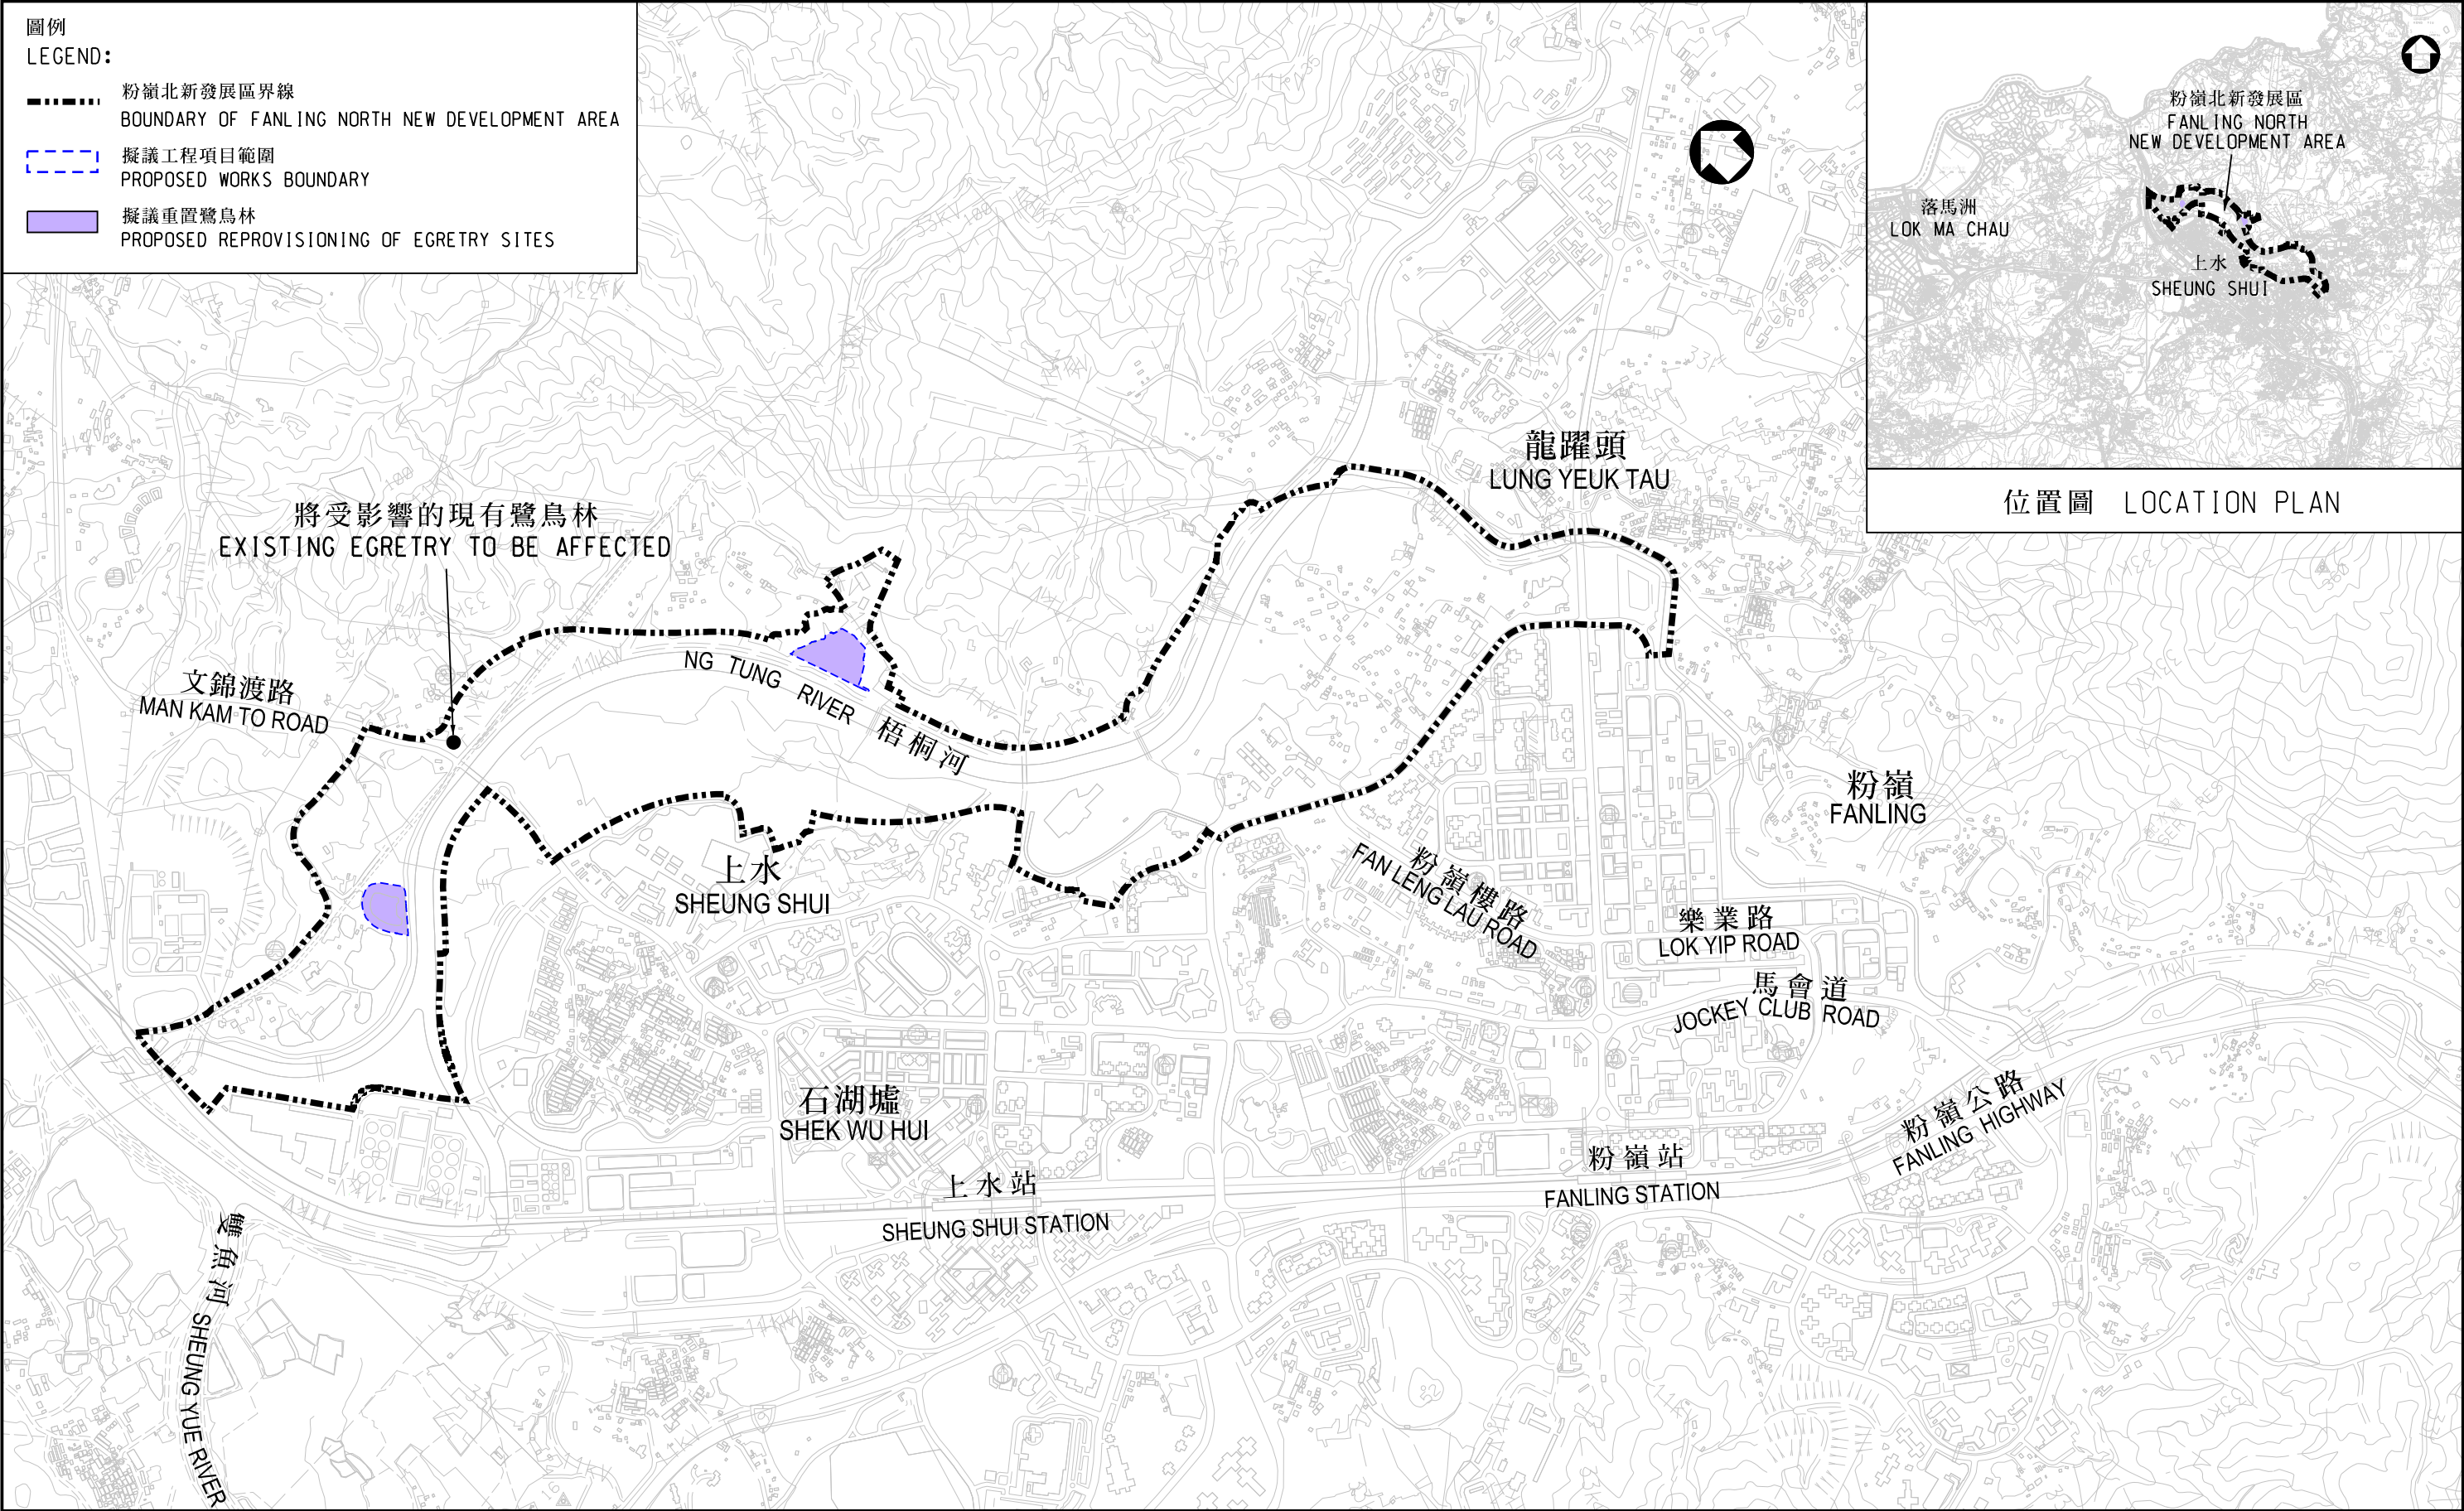 圖例
LEGEND:
粉嶺北新發展區界線
BOUNDARY OF FANLING NORTH NEW DEVELOPMENT AREA
擬議工程項目範圍
PROPOSED WORKS BOUNDARY
擬議重置鷺鳥林
PROPOSED REPROVISIONING OF EGRETRY SITES
粉嶺北新發展區
FANLING NORTH
NEW DEVELOPMENT AREA
落馬洲
LOK MA CHAU
上水
SHEUNG SHUI
位置圖 LOCATION PLAN
龍躍頭
LUNG YEUK TAU
將受影響的現有鷺鳥林
EXISTING EGRETRY TO BE AFFECTED
文錦渡路
MAN KAM TO ROAD
NG TUNG RIVER 梧桐河
粉嶺
FANLING
上水
SHEUNG SHUI
粉嶺樓路
FAN LENG LAU ROAD
樂業路
LOK YIP ROAD
馬會道
JOCKEY CLUB ROAD
石湖墟
SHEK WU HUI
粉嶺公路
FANLING HIGHWAY
粉嶺站
FANLING STATION
上水站
SHEUNG SHUI STATION
雙魚河 SHEUNG YUE RIVER